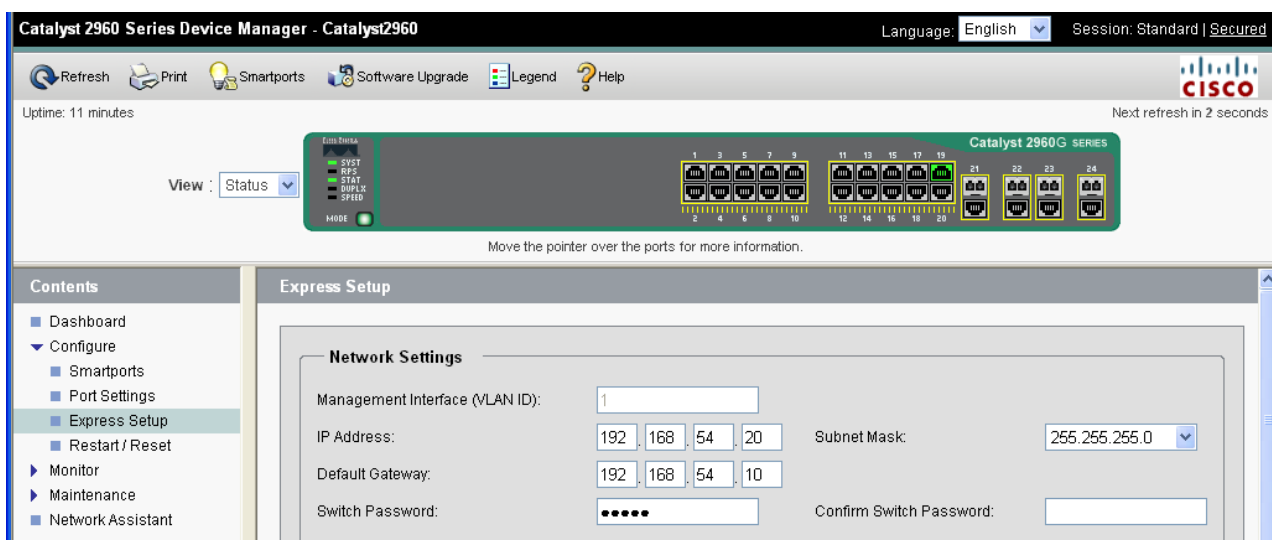 Catalyst 2960 Series Device Manager - Catalyst2960
Language: English
Session: Standard | Secured
Refresh Print Smartports Software Upgrade Legend Help
CISCO
Uptime: 11 minutes
Next refresh in 2 seconds
View : Status
SYST
RPS
STAT
DUPLX
SPEED
MODE
Catalyst 2960G SERIES
1 3 5 7 9 11 13 15 17 19 21 22 23 24
2 4 6 8 10 12 14 16 18 20
Move the pointer over the ports for more information.
Contents
Dashboard
Configure
Smartports
Port Settings
Express Setup
Restart / Reset
Monitor
Maintenance
Network Assistant
Express Setup
Network Settings
Management Interface (VLAN ID): 1
IP Address: 192 . 168 . 54 . 20 Subnet Mask: 255.255.255.0
Default Gateway: 192 . 168 . 54 . 10
Switch Password: ••••• Confirm Switch Password: